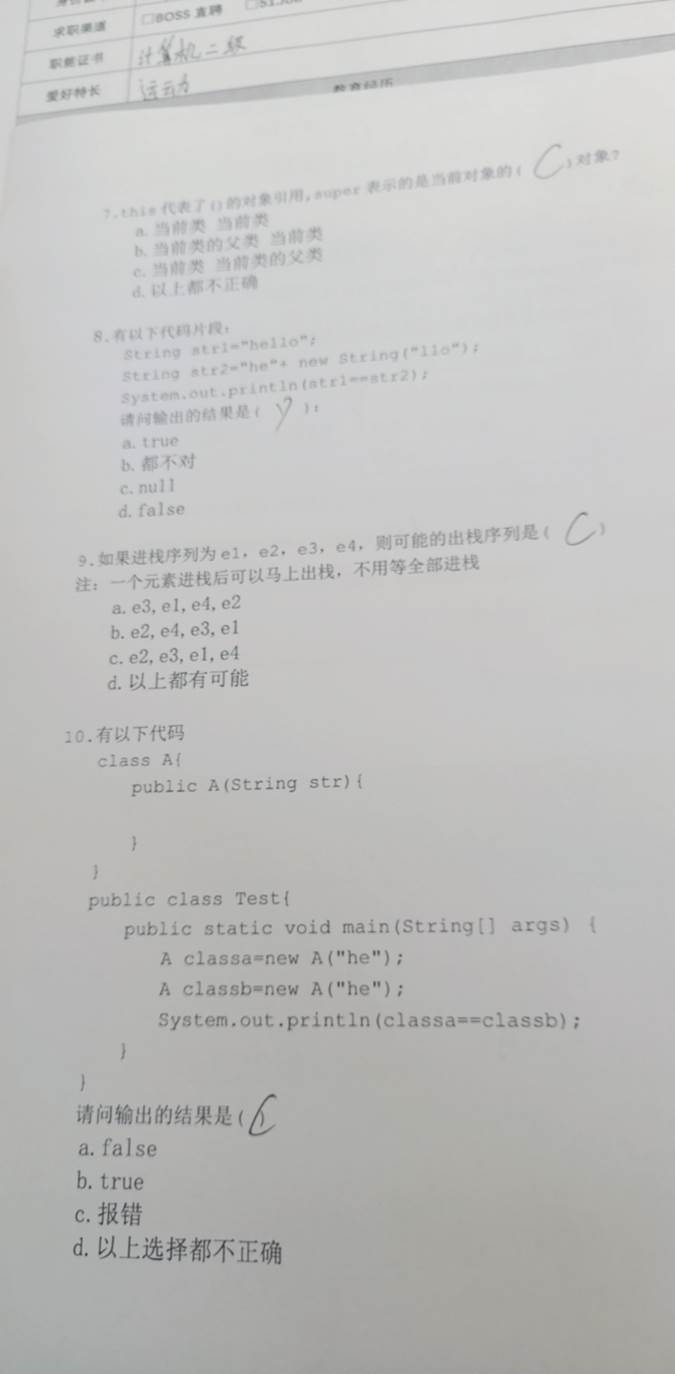 求职渠道 □BOSS 直聘
职能证书 计算机二级
爱好特长 运动
教育经历
7.this 代表了()的对象引用,super 表示的是当前对象的( C )对象?
a. 当前类 当前类
b. 当前类的父类 当前类
c. 当前类 当前类的父类
d. 以上都不正确
8.有以下代码片段:
String str1="hello";
String str2="he"+ new String("llo");
System.out.println(str1==str2);
请问输出的结果是( ):
a. true
b. 都不对
c. null
d. false
9.如果进栈序列为 e1, e2, e3, e4, 则可能的出栈序列是( C )
注: 一个元素进栈后可以马上出栈, 不用等全部进栈
a. e3, e1, e4, e2
b. e2, e4, e3, e1
c. e2, e3, e1, e4
d. 以上都有可能
10.有以下代码
class A{
public A(String str){
}
}
public class Test{
public static void main(String[] args) {
A classa=new A("he");
A classb=new A("he");
System.out.println(classa==classb);
}
}
请问输出的结果是(
a. false
b. true
c. 报错
d. 以上选择都不正确